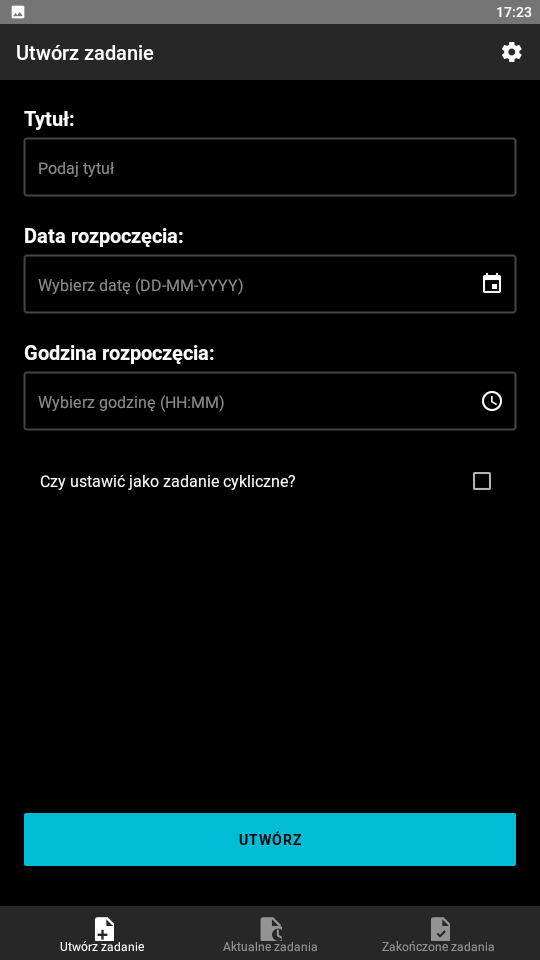 17:23
Utwórz zadanie
Tytuł:
Podaj tytuł
Data rozpoczęcia:
Wybierz datę (DD-MM-YYYY)
Godzina rozpoczęcia:
Wybierz godzinę (HH:MM)
Czy ustawić jako zadanie cykliczne?
UTWÓRZ
Utwórz zadanie
Aktualne zadania
Zakończone zadania